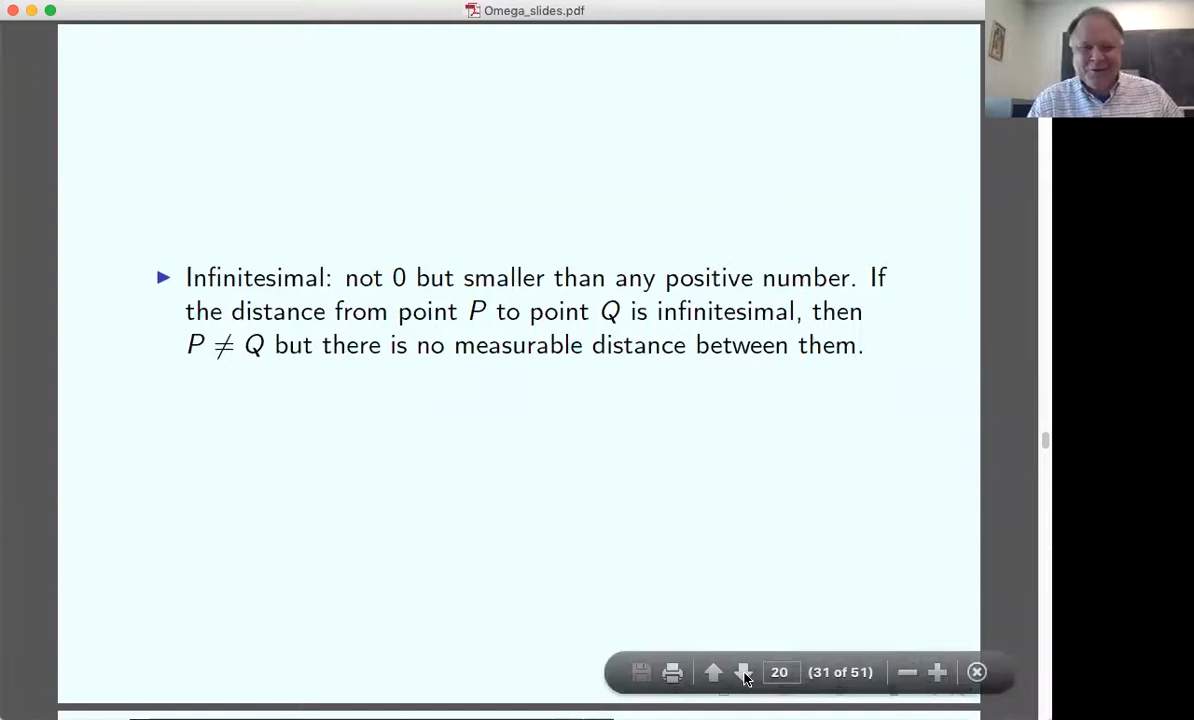 Omega_slides.pdf
▶ Infinitesimal: not 0 but smaller than any positive number. If
the distance from point P to point Q is infinitesimal, then
P ≠ Q but there is no measurable distance between them.
20 (31 of 51)